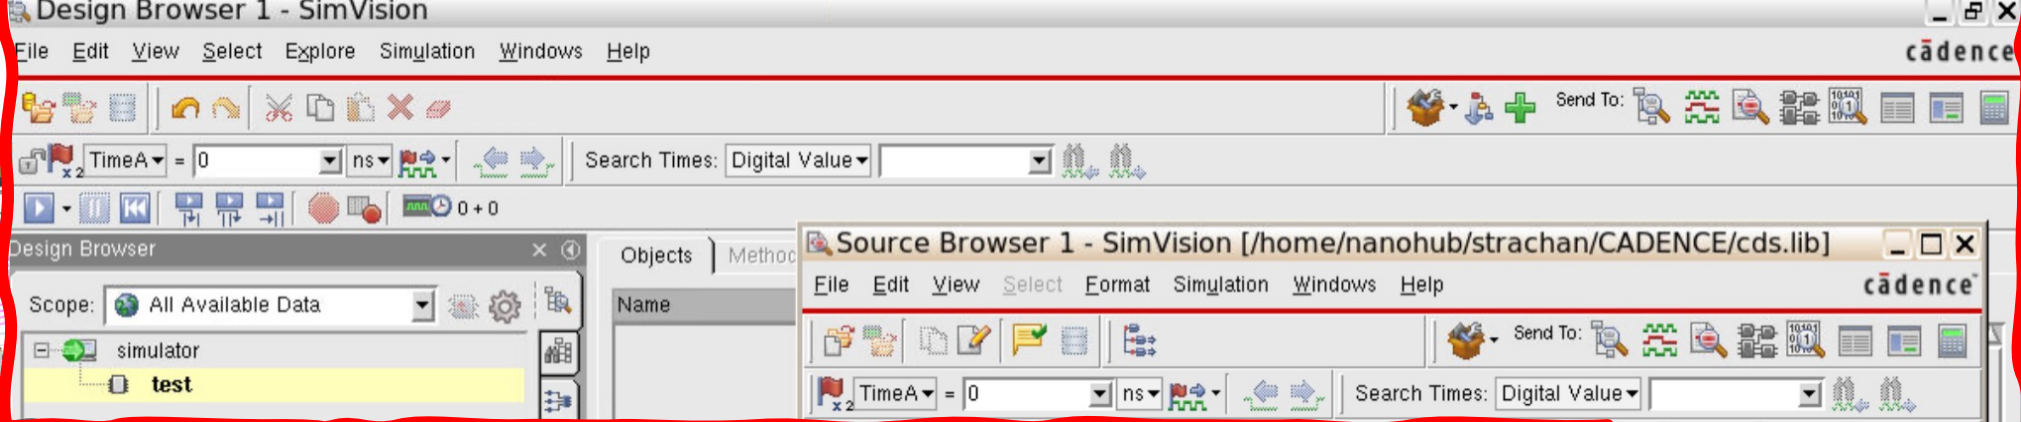 Design Browser 1 - SimVision
File Edit View Select Explore Simulation Windows Help cādence
Send To:
TimeA = 0 ns Search Times: Digital Value
0 + 0
Design Browser
Objects Method
Scope: All Available Data
Name
simulator
test
Source Browser 1 - SimVision [/home/nanohub/strachan/CADENCE/cds.lib]
File Edit View Select Format Simulation Windows Help cādence
Send To:
TimeA = 0 ns Search Times: Digital Value